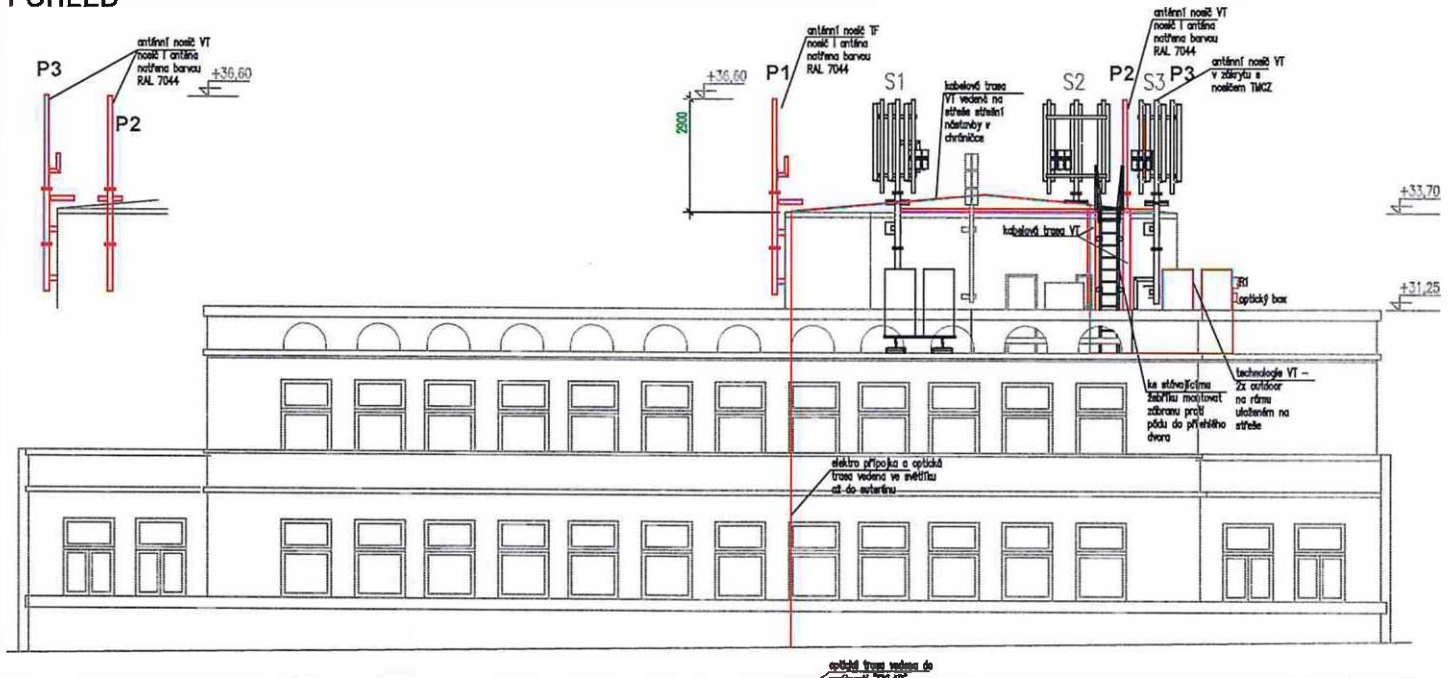 POHLED
anténní nosič VT
nosič i anténa
natřena barvou
RAL 7044
P3
P2
+36,60
anténní nosič TF
nosič i anténa
natřena barvou
RAL 7044
+36,60
P1
2900
S1
kabelová trasa
VT vedená na
střeše střešní
nástavby v
chráničce
S2
P2
S3
P3
anténní nosič VT
nosič i anténa
natřena barvou
RAL 7044
anténní nosič VT
v zákrytu s
nosičem TMCZ
+33,70
kabelová trasa VT
R1
optický box
+31,25
ke stávajícímu
žebříku montovat
zábranu proti
pádu do přilehlého
dvora
technologie VT –
2x outdoor
na rámu
uloženém na
střeše
elektro přípojka a optická
trasa vedena ve světlíku
až do suterénu
optická trasa vedena do